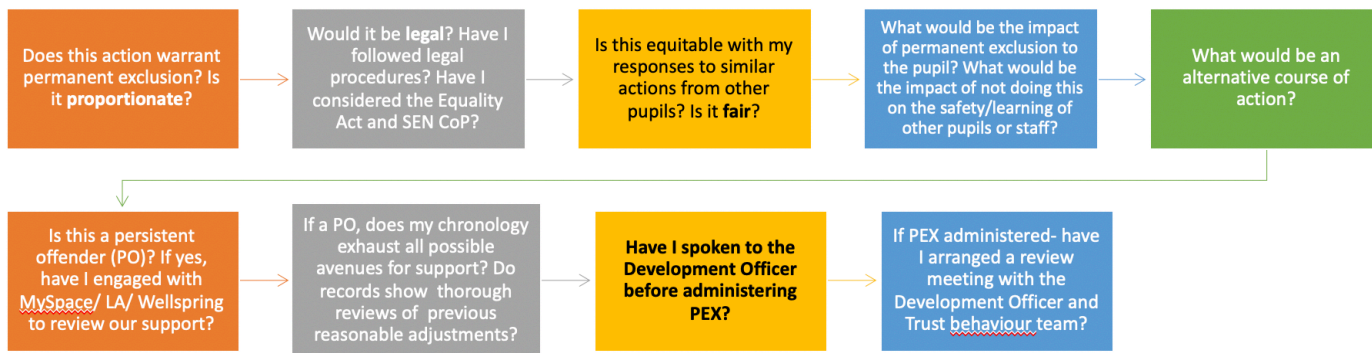 Does this action warrant
permanent exclusion? Is
it proportionate?
Would it be legal? Have I
followed legal
procedures? Have I
considered the Equality
Act and SEN CoP?
Is this equitable with my
responses to similar
actions from other
pupils? Is it fair?
What would be the impact
of permanent exclusion to
the pupil? What would be
the impact of not doing this
on the safety/learning of
other pupils or staff?
What would be an
alternative course of
action?
Is this a persistent
offender (PO)? If yes,
have I engaged with
MySpace/ LA/ Wellspring
to review our support?
If a PO, does my chronology
exhaust all possible
avenues for support? Do
records show thorough
reviews of previous
reasonable adjustments?
Have I spoken to the
Development Officer
before administering
PEX?
If PEX administered- have
I arranged a review
meeting with the
Development Officer and
Trust behaviour team?